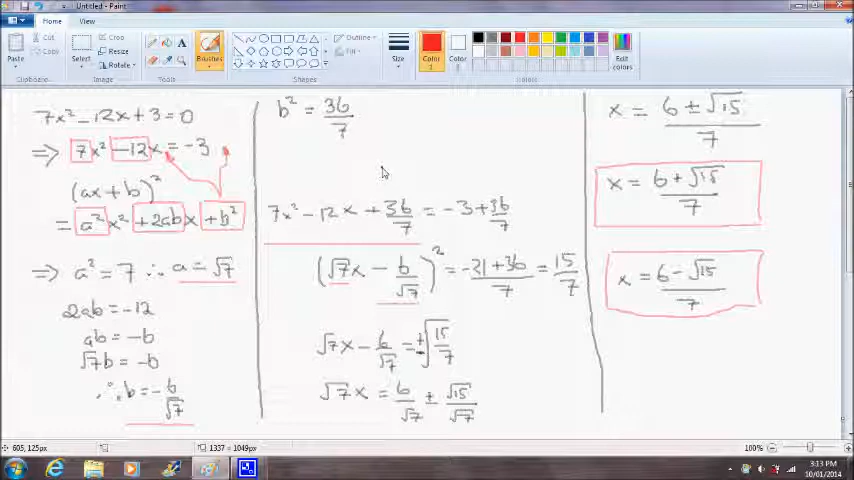 Untitled - Paint
Home
View
Paste
Cut
Copy
Clipboard
Select
Crop
Resize
Rotate
Image
Tools
Brushes
Shapes
Outline
Fill
Size
Color 1
Color 2
Colors
Edit colors
7x² - 12x + 3 = 0
⇒ 7x² - 12x = -3
(ax + b)²
= a²x² + 2abx + b²
⇒ a² = 7 ∴ a = √7
2ab = -12
ab = -6
√7b = -6
∴ b = -6/√7
b² = 36/7
7x² - 12x + 36/7 = -3 + 36/7
(√7x - 6/√7)² = -21+36/7 = 15/7
√7x - 6/√7 = ±√15/7
√7x = 6/√7 ± √15/√7
x = 6 ± √15/7
x = 6 + √15/7
x = 6 - √15/7
605, 125px
1337 × 1049px
100%
3:13 PM
10/01/2014